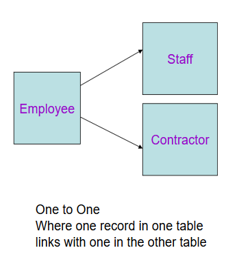 Staff
Employee
Contractor
One to One
Where one record in one table
links with one in the other table